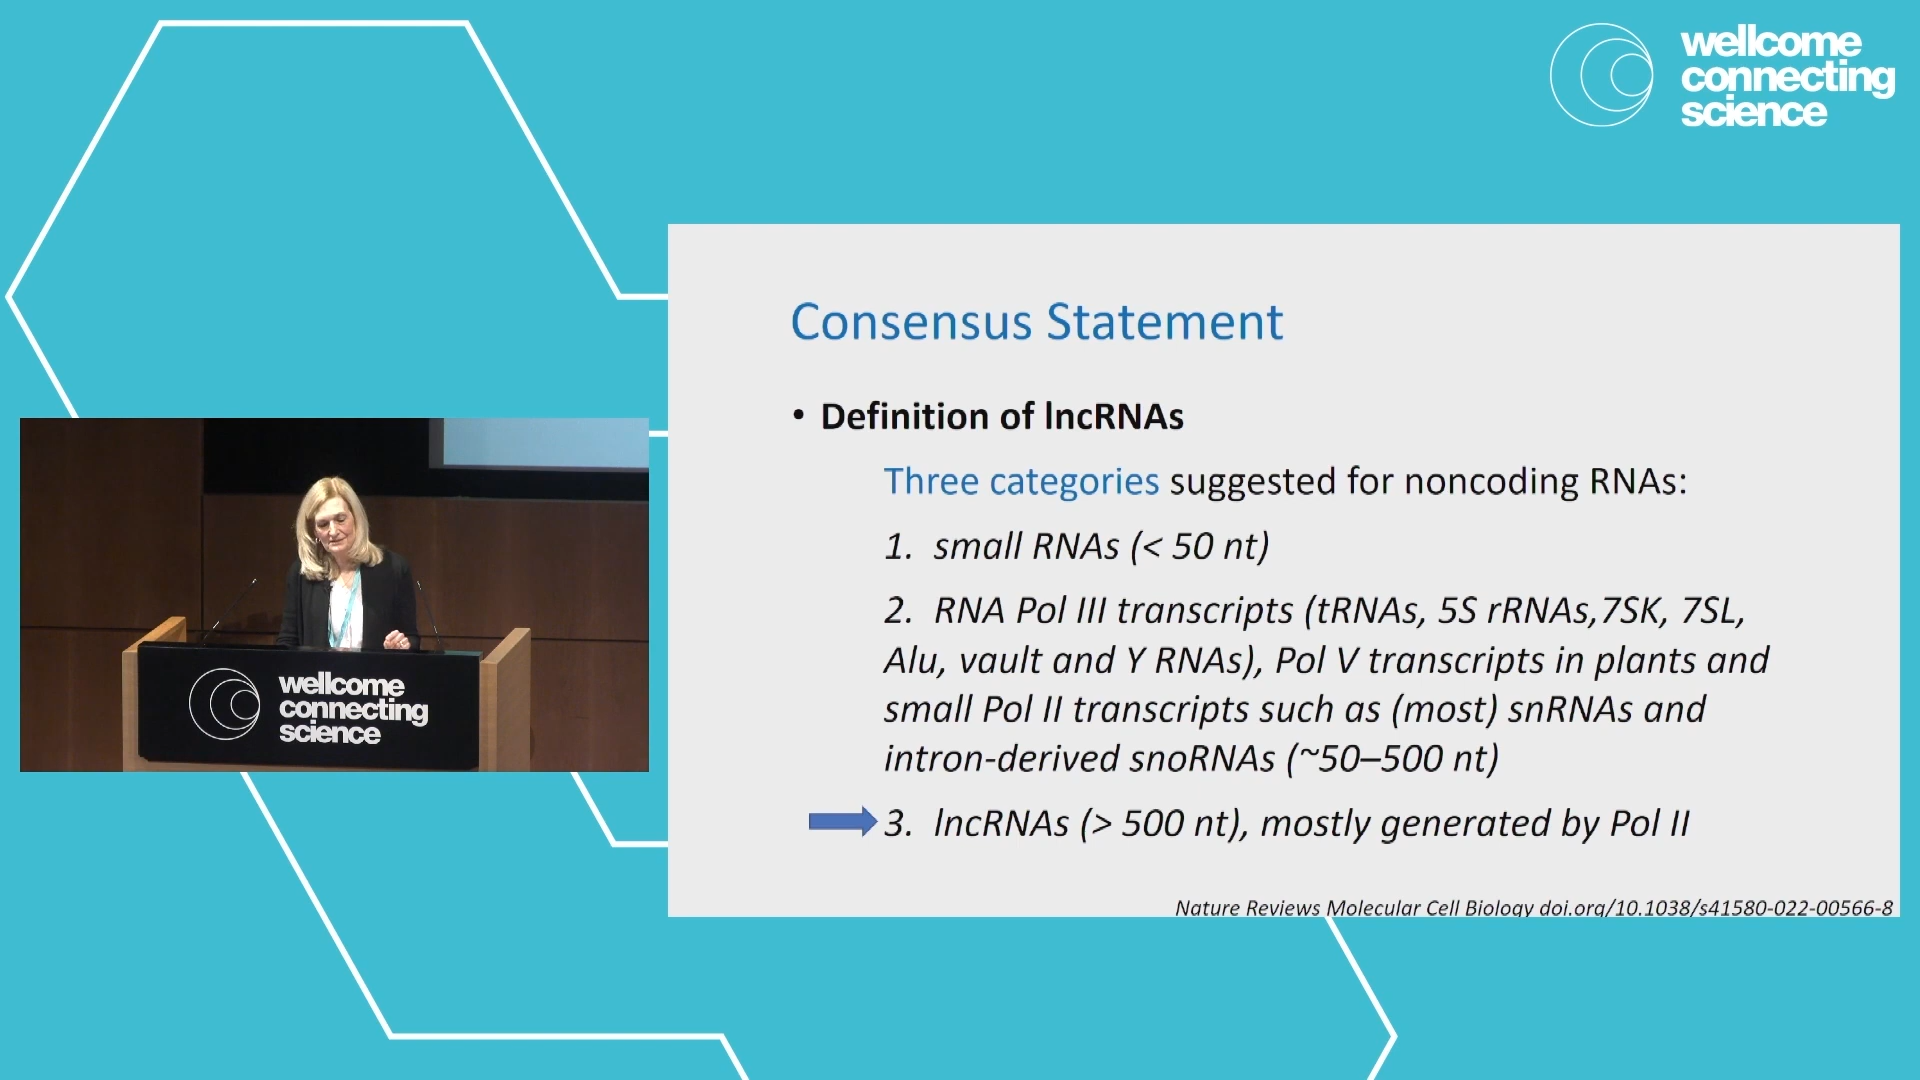 wellcome
connecting
science
Consensus Statement
• Definition of lncRNAs
Three categories suggested for noncoding RNAs:
1. small RNAs (< 50 nt)
2. RNA Pol III transcripts (tRNAs, 5S rRNAs,7SK, 7SL,
Alu, vault and Y RNAs), Pol V transcripts in plants and
small Pol II transcripts such as (most) snRNAs and
intron-derived snoRNAs (~50–500 nt)
3. lncRNAs (> 500 nt), mostly generated by Pol II
Nature Reviews Molecular Cell Biology doi.org/10.1038/s41580-022-00566-8
wellcome
connecting
science